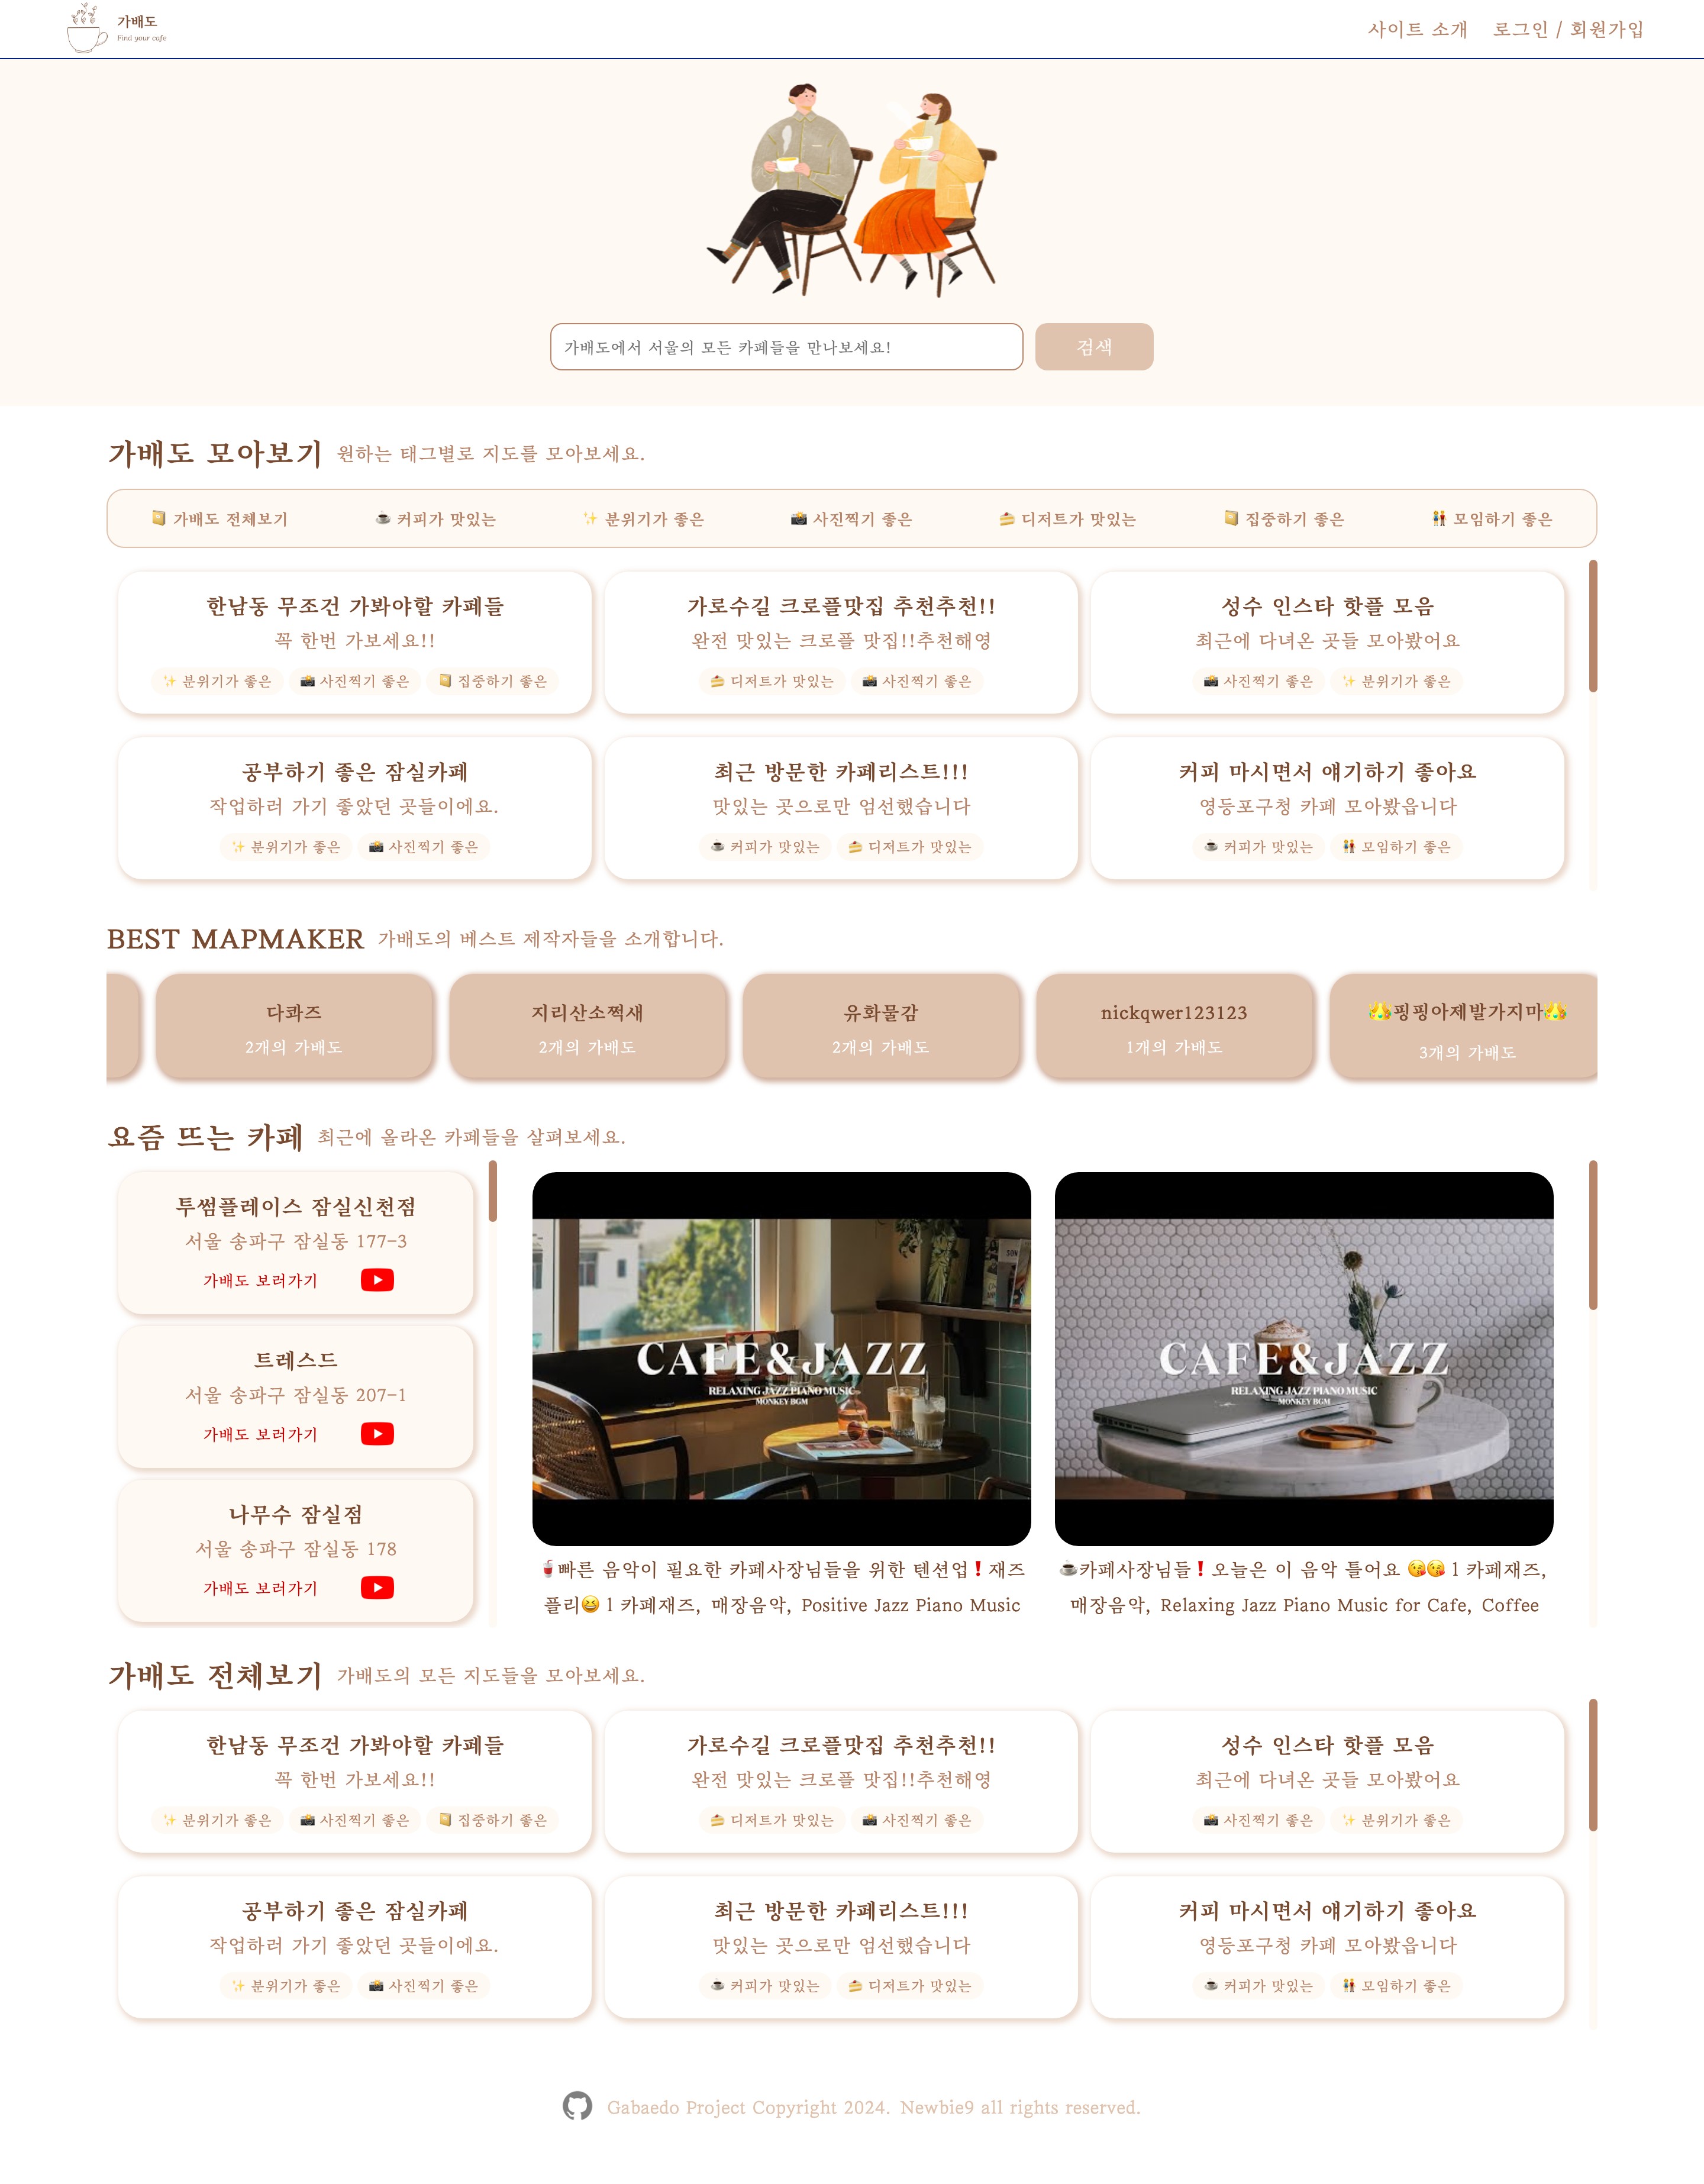 가배도
Find your cafe
사이트 소개 로그인 / 회원가입
가배도에서 서울의 모든 카페들을 만나보세요!
검색
가배도 모아보기 원하는 태그별로 지도를 모아보세요.
📒 가배도 전체보기 ☕ 커피가 맛있는 ✨ 분위기가 좋은 📸 사진찍기 좋은 🍰 디저트가 맛있는 📒 집중하기 좋은 👫 모임하기 좋은
한남동 무조건 가봐야할 카페들
꼭 한번 가보세요!!
✨ 분위기가 좋은 📸 사진찍기 좋은 📒 집중하기 좋은
가로수길 크로플맛집 추천추천!!
완전 맛있는 크로플 맛집!!추천해영
🍰 디저트가 맛있는 📸 사진찍기 좋은
성수 인스타 핫플 모음
최근에 다녀온 곳들 모아봤어요
📸 사진찍기 좋은 ✨ 분위기가 좋은
공부하기 좋은 잠실카페
작업하러 가기 좋았던 곳들이에요.
✨ 분위기가 좋은 📸 사진찍기 좋은
최근 방문한 카페리스트!!!
맛있는 곳으로만 엄선했습니다
☕ 커피가 맛있는 🍰 디저트가 맛있는
커피 마시면서 얘기하기 좋아요
영등포구청 카페 모아봤읍니다
☕ 커피가 맛있는 👫 모임하기 좋은
BEST MAPMAKER 가배도의 베스트 제작자들을 소개합니다.
다콰즈
2개의 가배도
지리산소쩍새
2개의 가배도
유화물감
2개의 가배도
nickqwer123123
1개의 가배도
👑핑핑아제발가지마👑
3개의 가배도
요즘 뜨는 카페 최근에 올라온 카페들을 살펴보세요.
투썸플레이스 잠실신천점
서울 송파구 잠실동 177-3
가배도 보러가기
트레스드
서울 송파구 잠실동 207-1
가배도 보러가기
나무수 잠실점
서울 송파구 잠실동 178
가배도 보러가기
CAFE&JAZZ
RELAXING JAZZ PIANO MUSIC
MONKEY BGM
🥤빠른 음악이 필요한 카페사장님들을 위한 텐션업❗재즈
플리😆 l 카페재즈, 매장음악, Positive Jazz Piano Music
CAFE&JAZZ
RELAXING JAZZ PIANO MUSIC
MONKEY BGM
☕카페사장님들❗오늘은 이 음악 틀어요 😘😘 l 카페재즈,
매장음악, Relaxing Jazz Piano Music for Cafe, Coffee
가배도 전체보기 가배도의 모든 지도들을 모아보세요.
한남동 무조건 가봐야할 카페들
꼭 한번 가보세요!!
✨ 분위기가 좋은 📸 사진찍기 좋은 📒 집중하기 좋은
가로수길 크로플맛집 추천추천!!
완전 맛있는 크로플 맛집!!추천해영
🍰 디저트가 맛있는 📸 사진찍기 좋은
성수 인스타 핫플 모음
최근에 다녀온 곳들 모아봤어요
📸 사진찍기 좋은 ✨ 분위기가 좋은
공부하기 좋은 잠실카페
작업하러 가기 좋았던 곳들이에요.
✨ 분위기가 좋은 📸 사진찍기 좋은
최근 방문한 카페리스트!!!
맛있는 곳으로만 엄선했습니다
☕ 커피가 맛있는 🍰 디저트가 맛있는
커피 마시면서 얘기하기 좋아요
영등포구청 카페 모아봤읍니다
☕ 커피가 맛있는 👫 모임하기 좋은
Gabaedo Project Copyright 2024. Newbie9 all rights reserved.